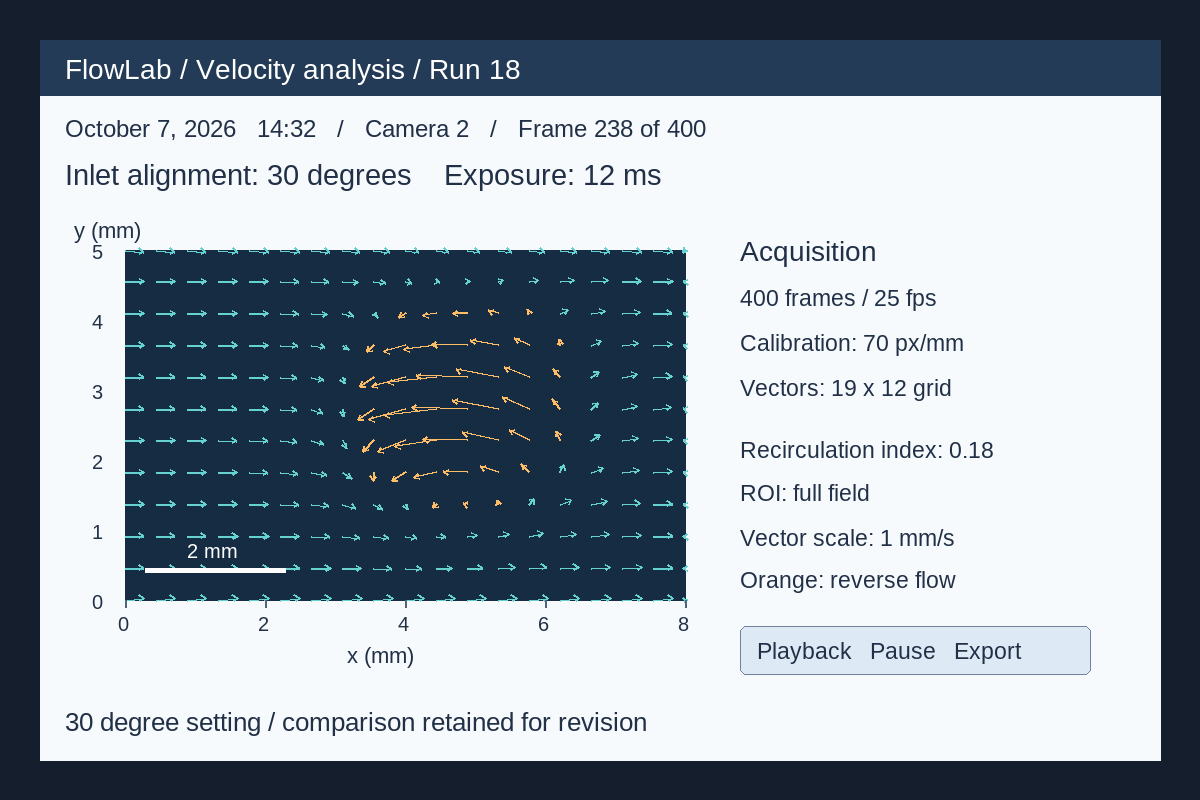 FlowLab / Velocity analysis / Run 18
October 7, 2026 14:32 / Camera 2 / Frame 238 of 400
Inlet alignment: 30 degrees Exposure: 12 ms
y (mm)
5
4
3
2
1
0
2 mm
0 2 4 6 8
x (mm)
Acquisition
400 frames / 25 fps
Calibration: 70 px/mm
Vectors: 19 x 12 grid
Recirculation index: 0.18
ROI: full field
Vector scale: 1 mm/s
Orange: reverse flow
Playback Pause Export
30 degree setting / comparison retained for revision